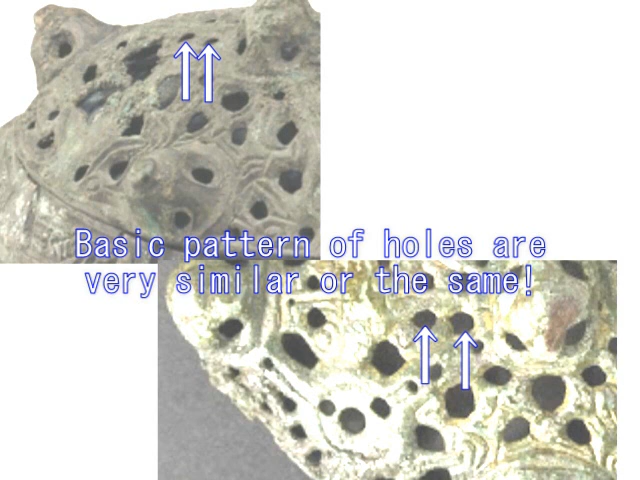 Basic pattern of holes are
very similar or the same!